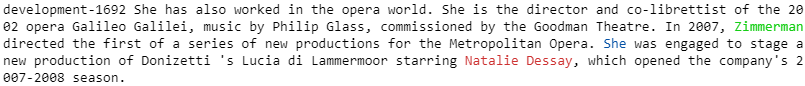 development-1692 She has also worked in the opera world. She is the director and co-librettist of the 20
02 opera Galileo Galilei, music by Philip Glass, commissioned by the Goodman Theatre. In 2007, Zimmerman
directed the first of a series of new productions for the Metropolitan Opera. She was engaged to stage a
new production of Donizetti 's Lucia di Lammermoor starring Natalie Dessay, which opened the company's 2
007-2008 season.